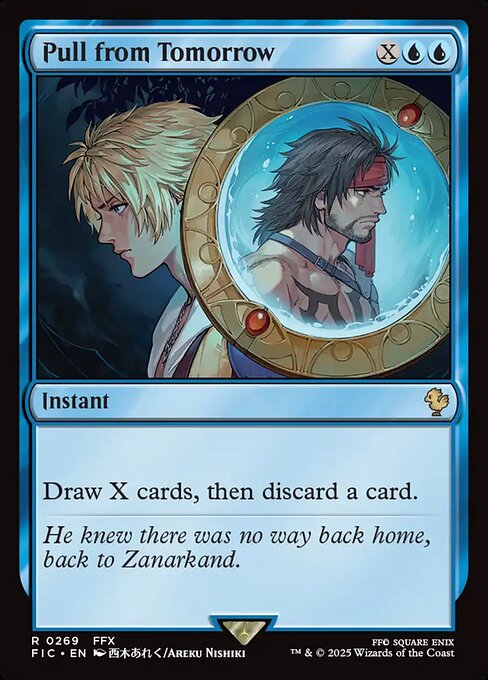 Pull from Tomorrow X
Instant
Draw X cards, then discard a card.
He knew there was no way back home,
back to Zanarkand.
R 0269 FFX
FIC • EN 西木あれく/AREKU NISHIKI
FF© SQUARE ENIX
™ & © 2025 Wizards of the Coast